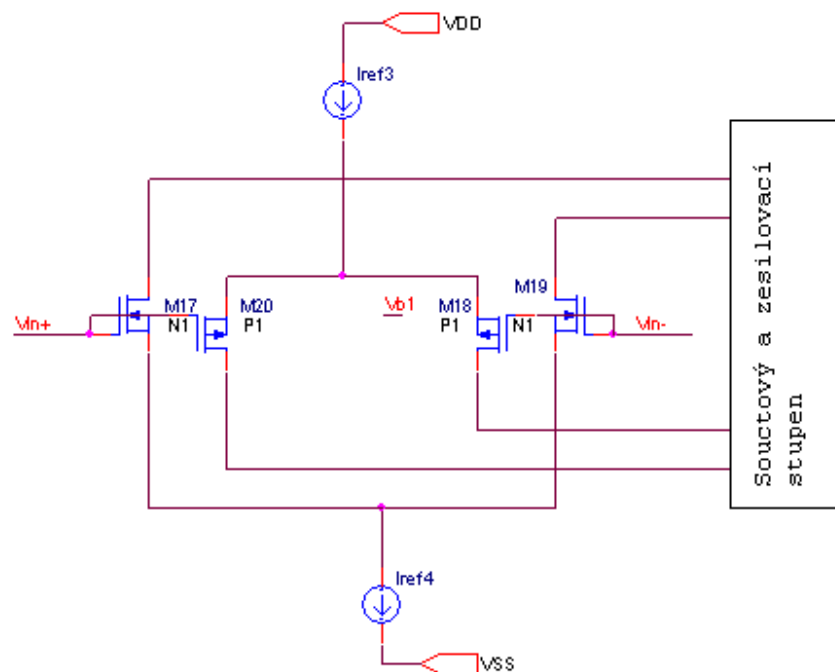 VDD
Iref3
M17
N1
M20
P1
Vb1
M18
P1
M19
N1
Vin+
Vin-
Souctový a zesilovací
stupen
Iref4
VSS